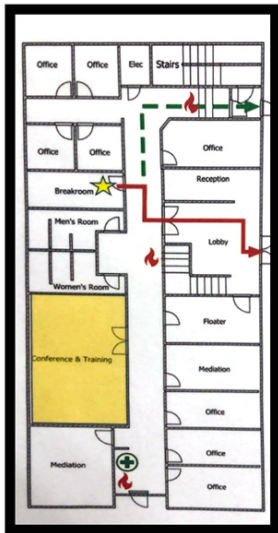 Office
Office
Elec
Stairs
Office
Office
Office
Breakroom
Reception
Men's Room
Lobby
Women's Room
Floater
Conference & Training
Mediation
Office
Mediation
Office
Office